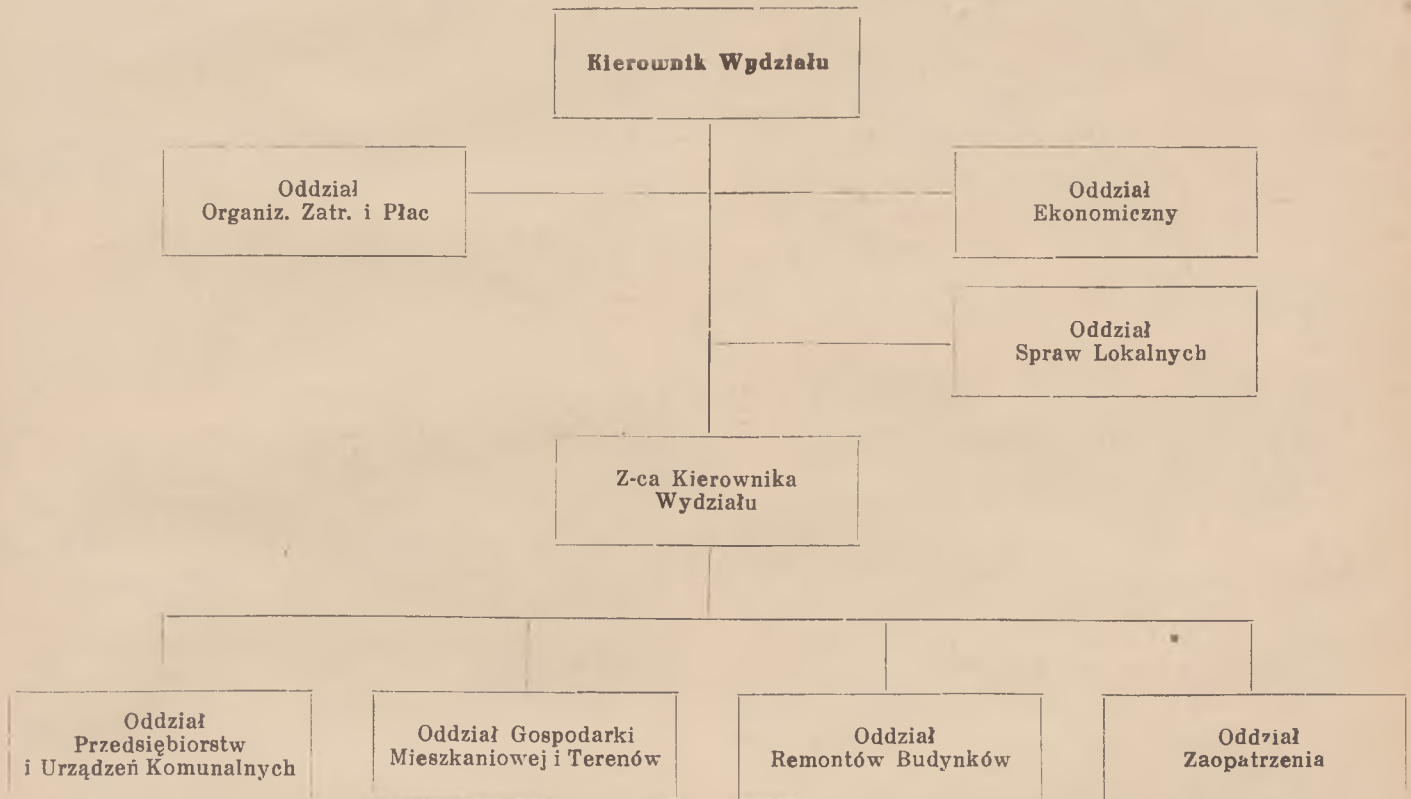 Kierownik Wydziału
Oddział
Organiz. Zatr. i Płac
Oddział
Ekonomiczny
Oddział
Spraw Lokalnych
Z-ca Kierownika
Wydziału
Oddział
Przedsiębiorstw
i Urządzeń Komunalnych
Oddział Gospodarki
Mieszkaniowej i Terenów
Oddział
Remontów Budynków
Oddział
Zaopatrzenia